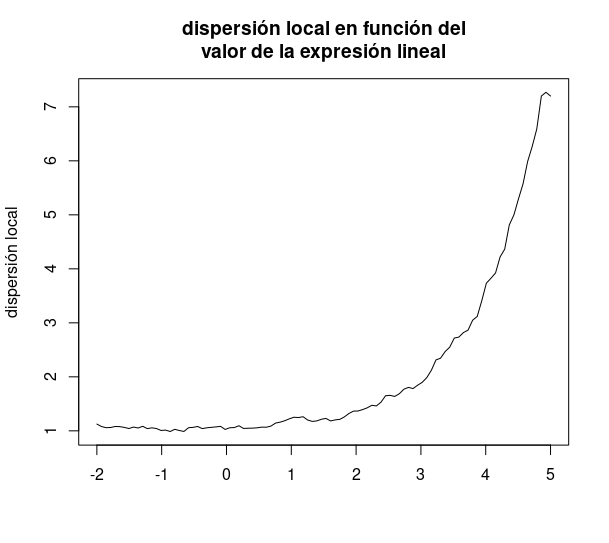 dispersión local en función del
valor de la expresión lineal
7
6
5
4
3
2
1
dispersión local
-2 -1 0 1 2 3 4 5